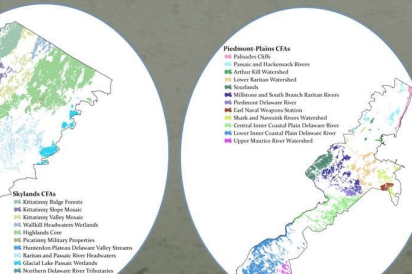 Piedmont-Plains CFAs
Palisades Cliffs
Passaic and Hackensack Rivers
Arthur Kill Watershed
Lower Raritan Watershed
Sourlands
Millstone and South Branch Raritan Rivers
Piedmont Delaware River
Earl Naval Weapons Station
Shark and Navesink Rivers Watershed
Central Inner Coastal Plain Delaware River
Lower Inner Coastal Plain Delaware River
Upper Maurice River Watershed
Skylands CFAs
Kittatinny Ridge Forests
Kittatinny Slope Mosaic
Kittatinny Valley Mosaic
Wallkill Headwaters Wetlands
Highlands Core
Picatinny Military Properties
Hunterdon Plateau Delaware Valley Streams
Raritan and Passaic River Headwaters
Glacial Lake Passaic Wetlands
Northern Delaware River Tributaries